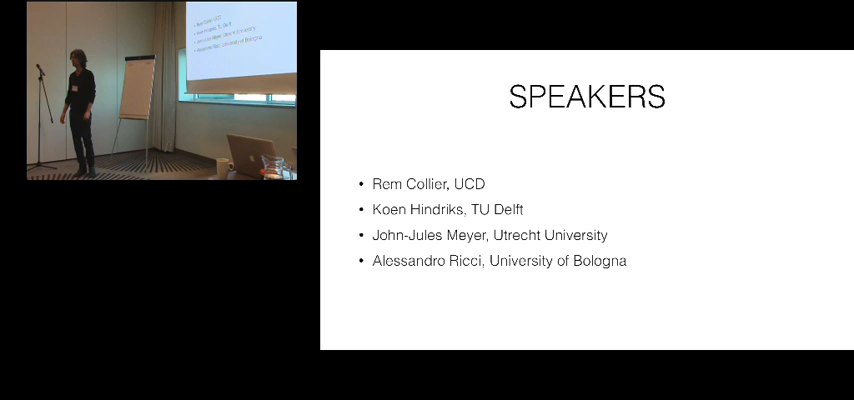 SPEAKERS
• Rem Collier, UCD
• Koen Hindriks, TU Delft
• John-Jules Meyer, Utrecht University
• Alessandro Ricci, University of Bologna